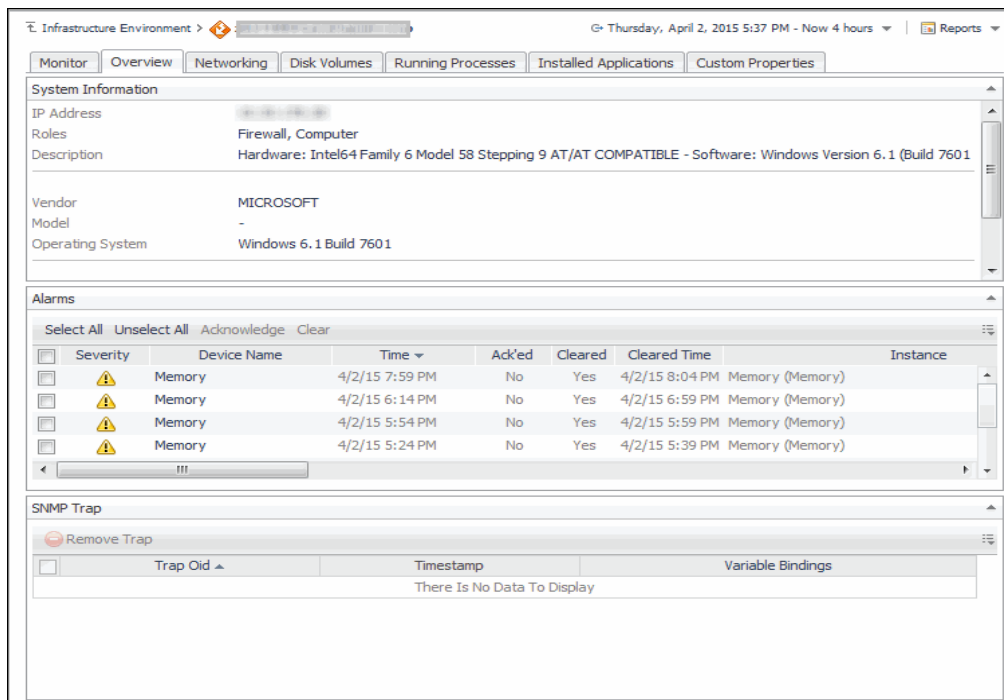 Infrastructure Environment >
Thursday, April 2, 2015 5:37 PM - Now 4 hours
Reports
Monitor Overview Networking Disk Volumes Running Processes Installed Applications Custom Properties
System Information
IP Address
Roles Firewall, Computer
Description Hardware: Intel64 Family 6 Model 58 Stepping 9 AT/AT COMPATIBLE - Software: Windows Version 6.1 (Build 7601
Vendor MICROSOFT
Model -
Operating System Windows 6.1 Build 7601
Alarms
Select All Unselect All Acknowledge Clear
Severity Device Name Time Ack'ed Cleared Cleared Time Instance
Memory 4/2/15 7:59 PM No Yes 4/2/15 8:04 PM Memory (Memory)
Memory 4/2/15 6:14 PM No Yes 4/2/15 6:59 PM Memory (Memory)
Memory 4/2/15 5:54 PM No Yes 4/2/15 5:59 PM Memory (Memory)
Memory 4/2/15 5:24 PM No Yes 4/2/15 5:39 PM Memory (Memory)
SNMP Trap
Remove Trap
Trap Oid Timestamp Variable Bindings
There Is No Data To Display